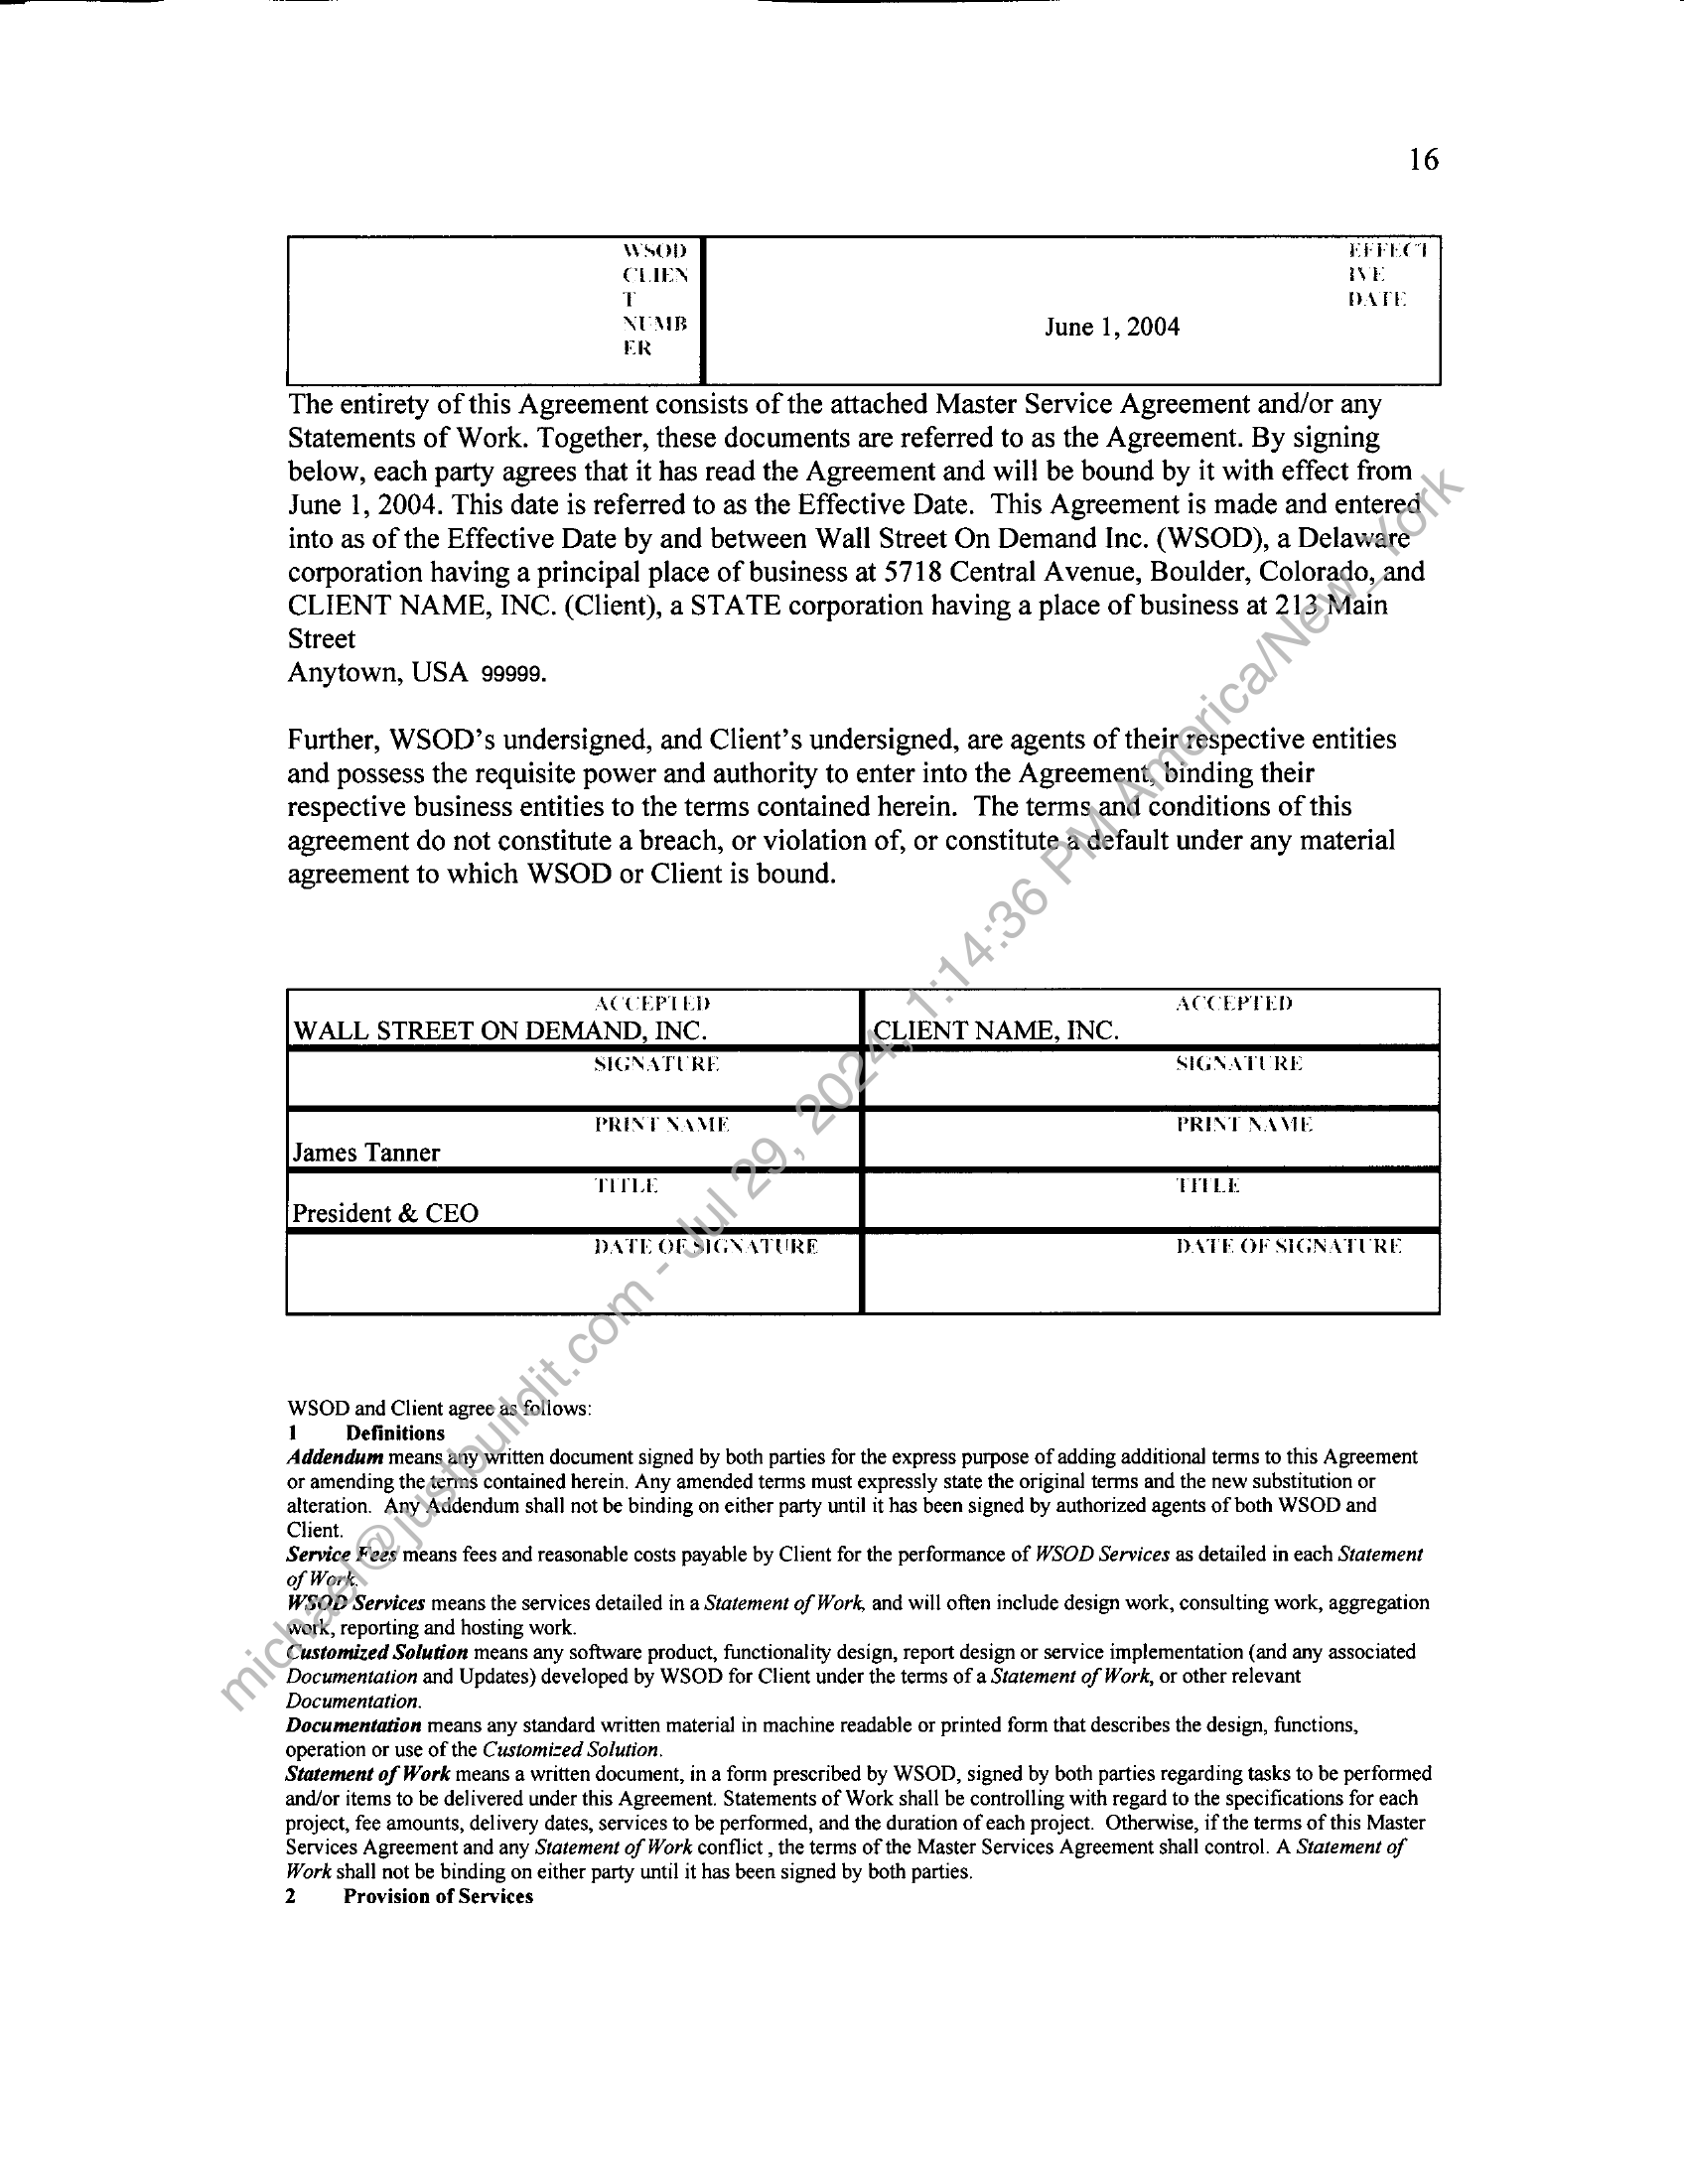 16
WSOD
CLIEN
T
NUMB
ER
EFFECT
IVE
DATE
June 1, 2004
The entirety of this Agreement consists of the attached Master Service Agreement and/or any
Statements of Work. Together, these documents are referred to as the Agreement. By signing
below, each party agrees that it has read the Agreement and will be bound by it with effect from
June 1, 2004. This date is referred to as the Effective Date. This Agreement is made and entered
into as of the Effective Date by and between Wall Street On Demand Inc. (WSOD), a Delaware
corporation having a principal place of business at 5718 Central Avenue, Boulder, Colorado, and
CLIENT NAME, INC. (Client), a STATE corporation having a place of business at 213 Main
Street
Anytown, USA 99999.
Further, WSOD’s undersigned, and Client’s undersigned, are agents of their respective entities
and possess the requisite power and authority to enter into the Agreement, binding their
respective business entities to the terms contained herein. The terms and conditions of this
agreement do not constitute a breach, or violation of, or constitute a default under any material
agreement to which WSOD or Client is bound.
ACCEPTED
WALL STREET ON DEMAND, INC.
ACCEPTED
CLIENT NAME, INC.
SIGNATURE
SIGNATURE
PRINT NAME
James Tanner
PRINT NAME
TITLE
President & CEO
TITLE
DATE OF SIGNATURE
DATE OF SIGNATURE
WSOD and Client agree as follows:
1 Definitions
Addendum means any written document signed by both parties for the express purpose of adding additional terms to this Agreement
or amending the terms contained herein. Any amended terms must expressly state the original terms and the new substitution or
alteration. Any Addendum shall not be binding on either party until it has been signed by authorized agents of both WSOD and
Client.
Service Fees means fees and reasonable costs payable by Client for the performance of WSOD Services as detailed in each Statement
of Work.
WSOD Services means the services detailed in a Statement of Work, and will often include design work, consulting work, aggregation
work, reporting and hosting work.
Customized Solution means any software product, functionality design, report design or service implementation (and any associated
Documentation and Updates) developed by WSOD for Client under the terms of a Statement of Work, or other relevant
Documentation.
Documentation means any standard written material in machine readable or printed form that describes the design, functions,
operation or use of the Customized Solution.
Statement of Work means a written document, in a form prescribed by WSOD, signed by both parties regarding tasks to be performed
and/or items to be delivered under this Agreement. Statements of Work shall be controlling with regard to the specifications for each
project, fee amounts, delivery dates, services to be performed, and the duration of each project. Otherwise, if the terms of this Master
Services Agreement and any Statement of Work conflict , the terms of the Master Services Agreement shall control. A Statement of
Work shall not be binding on either party until it has been signed by both parties.
2 Provision of Services
michael@justbuildit.com - Jul 29, 2024, 1:14:36 PM America/New_York